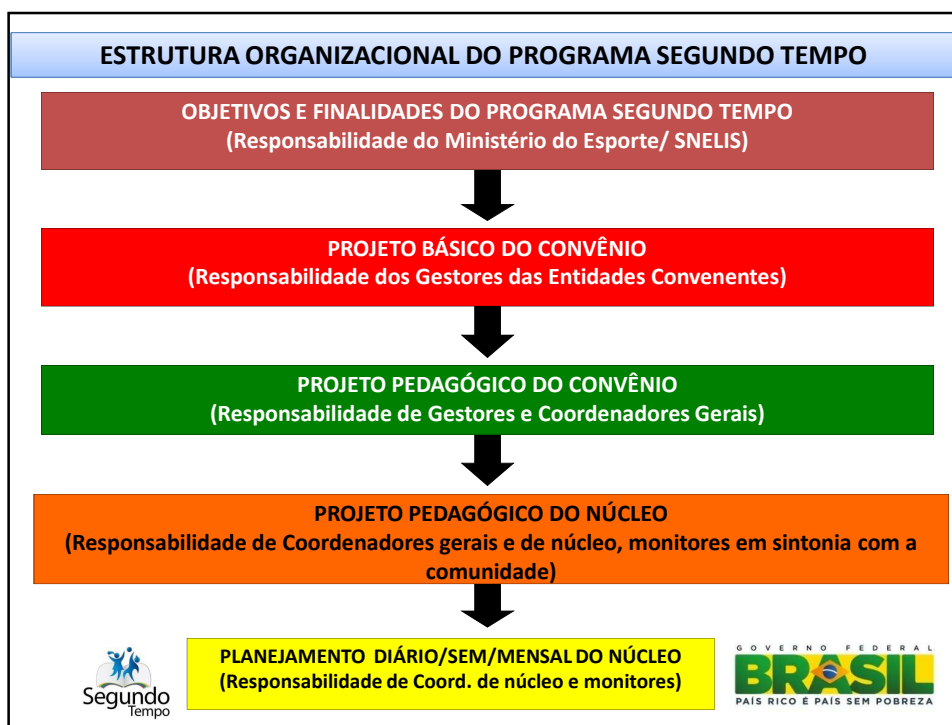 ESTRUTURA ORGANIZACIONAL DO PROGRAMA SEGUNDO TEMPO
OBJETIVOS E FINALIDADES DO PROGRAMA SEGUNDO TEMPO
(Responsabilidade do Ministério do Esporte/ SNELIS)
PROJETO BÁSICO DO CONVÊNIO
(Responsabilidade dos Gestores das Entidades Convenentes)
PROJETO PEDAGÓGICO DO CONVÊNIO
(Responsabilidade de Gestores e Coordenadores Gerais)
PROJETO PEDAGÓGICO DO NÚCLEO
(Responsabilidade de Coordenadores gerais e de núcleo, monitores em sintonia com a
comunidade)
PLANEJAMENTO DIÁRIO/SEM/MENSAL DO NÚCLEO
(Responsabilidade de Coord. de núcleo e monitores)
Segundo
Tempo
GOVERNO FEDERAL
BRASIL
PAÍS RICO É PAÍS SEM POBREZA